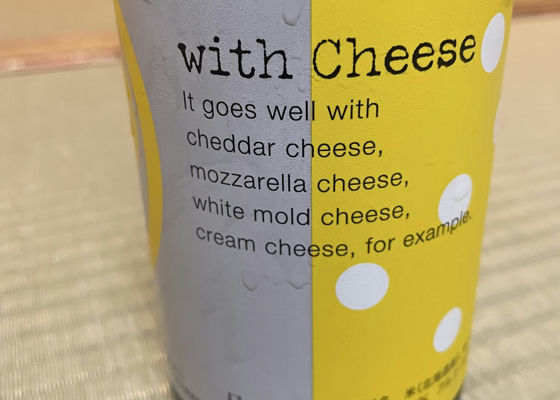 with Cheese
It goes well with
cheddar cheese,
mozzarella cheese,
white mold cheese,
cream cheese, for example.